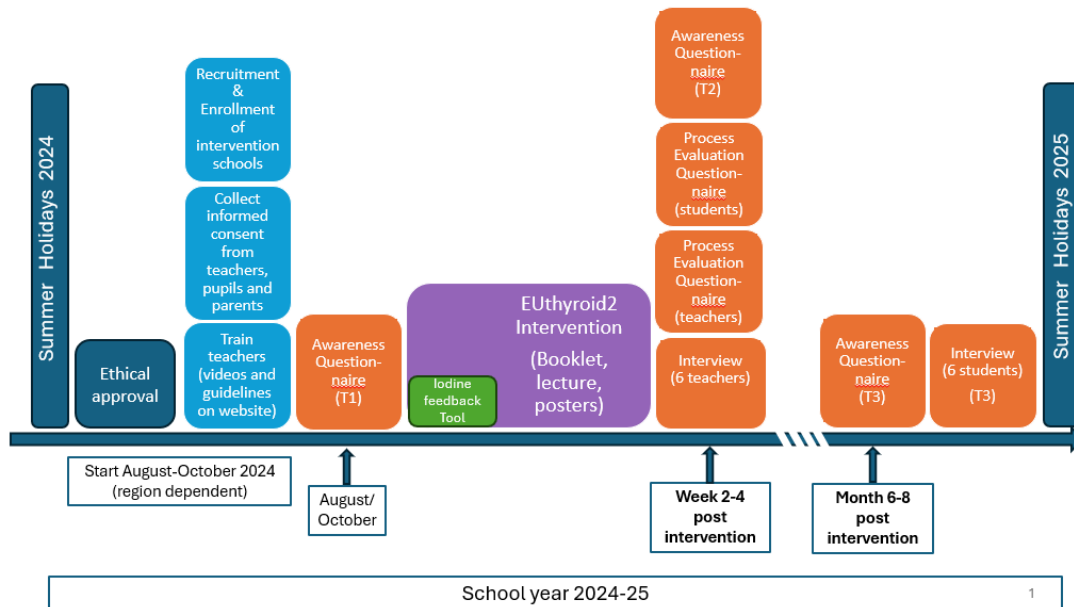 Summer Holidays 2024
Ethical
approval
Recruitment
&
Enrollment
of
intervention
schools
Collect
informed
consent
from
teachers,
pupils and
parents
Train
teachers
(videos and
guidelines
on website)
Awareness
Question-
naire
(T1)
EUthyroid2
Intervention
(Booklet,
lecture,
posters)
Iodine
feedback
Tool
Awareness
Question-
naire
(T2)
Process
Evaluation
Question-
naire
(students)
Process
Evaluation
Question-
naire
(teachers)
Interview
(6 teachers)
Awareness
Question-
naire
(T3)
Interview
(6 students)
(T3)
Summer Holidays 2025
Start August-October 2024
(region dependent)
August/
October
Week 2-4
post
intervention
Month 6-8
post
intervention
School year 2024-25
1